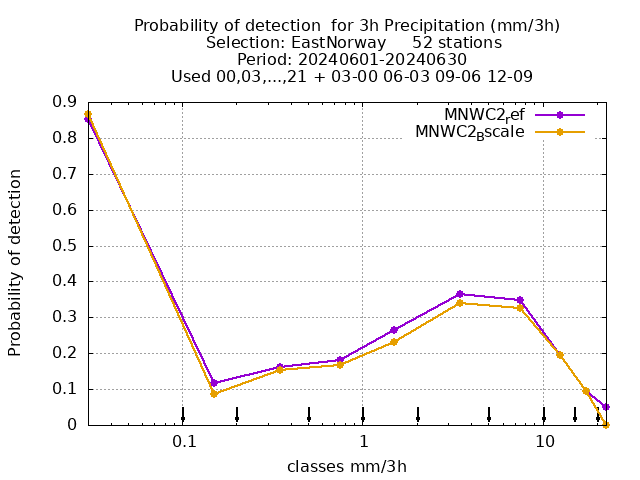 Probability of detection  for 3h Precipitation (mm/3h)
Selection: EastNorway     52 stations
Period: 20240601-20240630
Used 00,03,...,21 + 03-00 06-03 09-06 12-09
MNWC2ref
MNWC2Bscale
0.9
0.8
0.7
0.6
0.5
0.4
0.3
0.2
0.1
0
Probability of detection
0.1 1 10
classes mm/3h